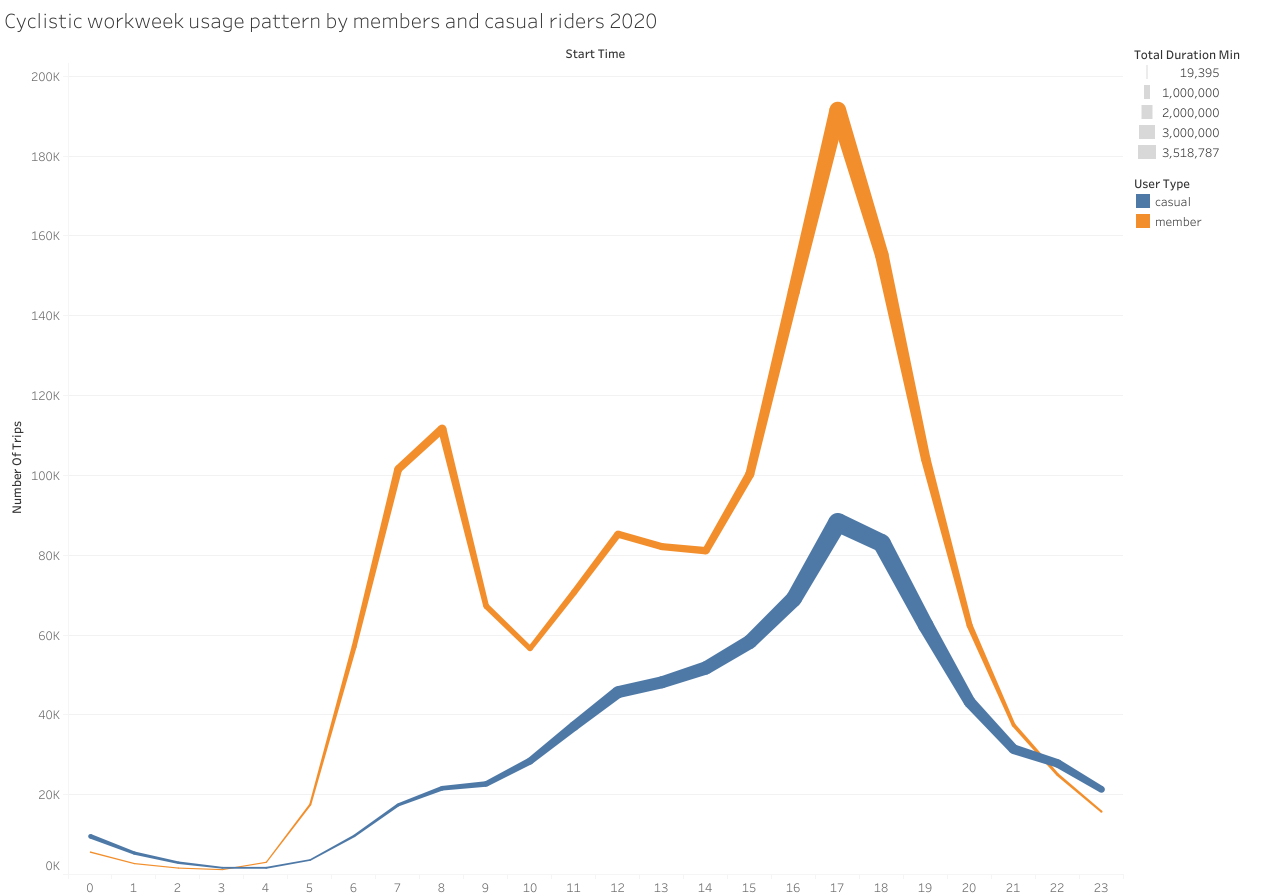 Cyclistic workweek usage pattern by members and casual riders 2020
Start Time
Total Duration Min
19,395
1,000,000
2,000,000
3,000,000
3,518,787
User Type
casual
member
Number Of Trips
200K
180K
160K
140K
120K
100K
80K
60K
40K
20K
0K
0 1 2 3 4 5 6 7 8 9 10 11 12 13 14 15 16 17 18 19 20 21 22 23